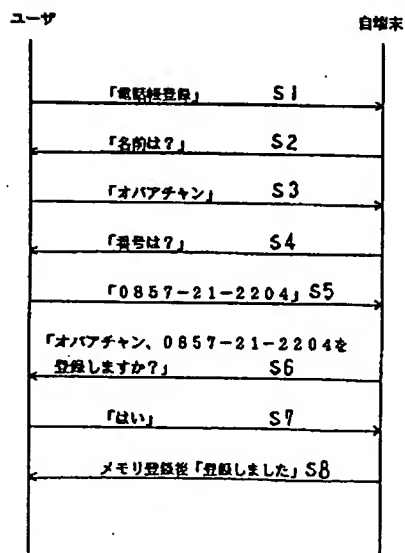 ユーザ 自端末
「電話帳登録」 S1
「名前は?」 S2
「オバアチャン」 S3
「番号は?」 S4
「0857-21-2204」 S5
「オバアチャン、0857-21-2204を
登録しますか?」 S6
「はい」 S7
メモリ登録後「登録しました」 S8